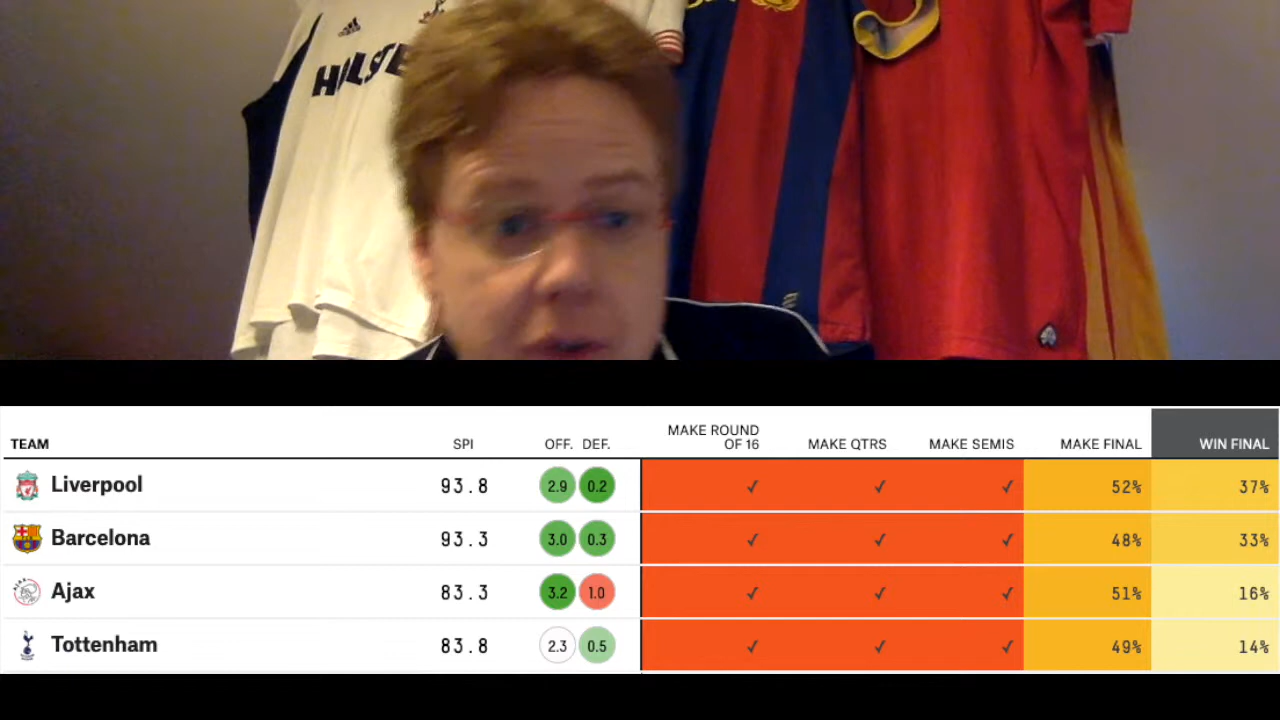 HOLSTE
TEAM SPI OFF. DEF. MAKE ROUND OF 16 MAKE QTRS MAKE SEMIS MAKE FINAL WIN FINAL
Liverpool 93.8 2.9 0.2 ✓ ✓ ✓ 52% 37%
Barcelona 93.3 3.0 0.3 ✓ ✓ ✓ 48% 33%
Ajax 83.3 3.2 1.0 ✓ ✓ ✓ 51% 16%
Tottenham 83.8 2.3 0.5 ✓ ✓ ✓ 49% 14%